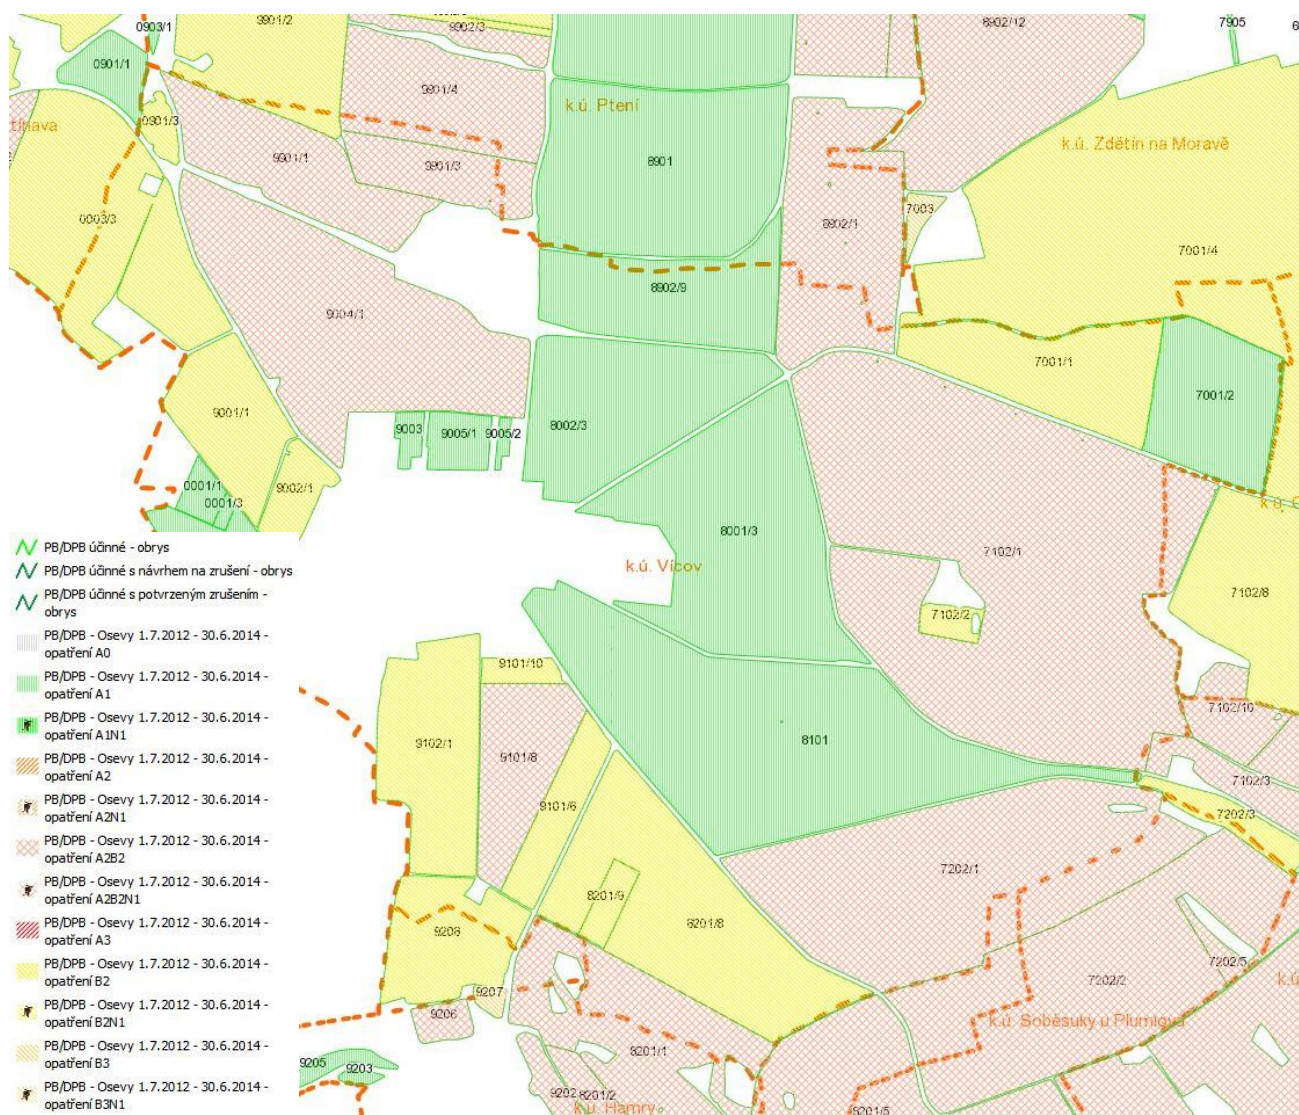 0903/1
9901/2
9902/3
8902/12
7905
0901/1
9801/4
k.ú. Ptení
tínava
0901/3
9901/1
9801/3
8901
k.ú. Zdětín na Moravě
0003/3
8802/1
7003
7001/4
9004/1
8902/9
7001/1
7001/2
9001/1
9003
9005/1
9005/2
8002/3
0001/1
0001/3
9002/1
8001/3
7102/1
k.ú. Vícov
7102/8
7102/2
9101/10
7102/10
9102/1
9101/8
8101
7102/3
9101/6
7202/3
7202/1
8201/9
8201/8
9208
7202/5
7202/2
9207
9206
k.ú. Soběsuky u Plumlova
9201/1
9205
9203
9202
8201/2
k.ú. Hamry
8201/5
PB/DPB účinné - obrys
PB/DPB účinné s návrhem na zrušení - obrys
PB/DPB účinné s potvrzeným zrušením -
obrys
PB/DPB - Osevy 1.7.2012 - 30.6.2014 -
opatření A0
PB/DPB - Osevy 1.7.2012 - 30.6.2014 -
opatření A1
PB/DPB - Osevy 1.7.2012 - 30.6.2014 -
opatření A1N1
PB/DPB - Osevy 1.7.2012 - 30.6.2014 -
opatření A2
PB/DPB - Osevy 1.7.2012 - 30.6.2014 -
opatření A2N1
PB/DPB - Osevy 1.7.2012 - 30.6.2014 -
opatření A2B2
PB/DPB - Osevy 1.7.2012 - 30.6.2014 -
opatření A2B2N1
PB/DPB - Osevy 1.7.2012 - 30.6.2014 -
opatření A3
PB/DPB - Osevy 1.7.2012 - 30.6.2014 -
opatření B2
PB/DPB - Osevy 1.7.2012 - 30.6.2014 -
opatření B2N1
PB/DPB - Osevy 1.7.2012 - 30.6.2014 -
opatření B3
PB/DPB - Osevy 1.7.2012 - 30.6.2014 -
opatření B3N1